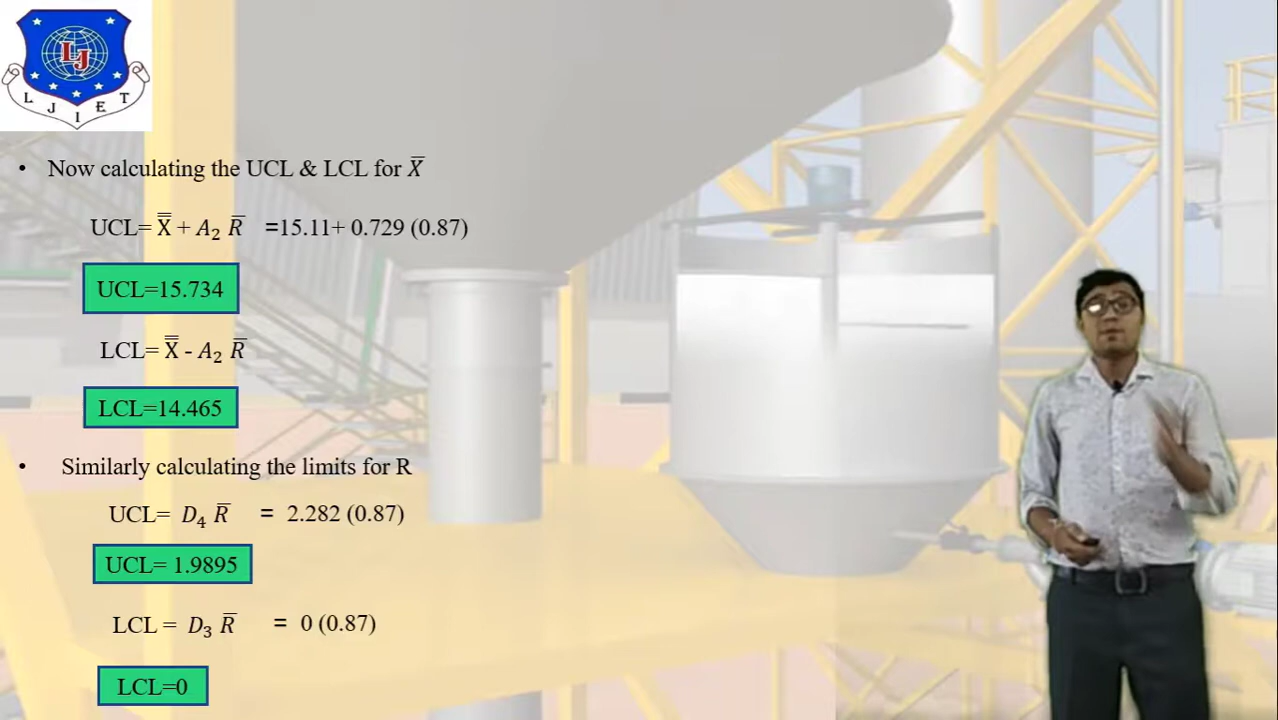 LJ
L J I E T
• Now calculating the UCL & LCL for X̅
UCL= X̿ + A₂ R̅ =15.11+ 0.729 (0.87)
UCL=15.734
LCL= X̿ - A₂ R̅
LCL=14.465
• Similarly calculating the limits for R
UCL= D₄ R̅ = 2.282 (0.87)
UCL= 1.9895
LCL = D₃ R̅ = 0 (0.87)
LCL=0